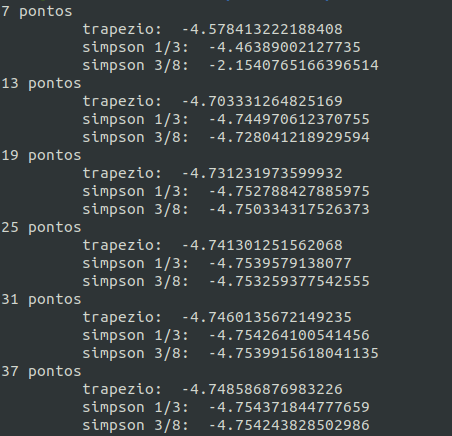 7 pontos
trapezio: -4.578413222188408
simpson 1/3: -4.46389002127735
simpson 3/8: -2.1540765166396514
13 pontos
trapezio: -4.703331264825169
simpson 1/3: -4.744970612370755
simpson 3/8: -4.728041218929594
19 pontos
trapezio: -4.731231973599932
simpson 1/3: -4.752788427885975
simpson 3/8: -4.750334317526373
25 pontos
trapezio: -4.741301251562068
simpson 1/3: -4.7539579138077
simpson 3/8: -4.753259377542555
31 pontos
trapezio: -4.7460135672149235
simpson 1/3: -4.754264100541456
simpson 3/8: -4.7539915618041135
37 pontos
trapezio: -4.748586876983226
simpson 1/3: -4.754371844777659
simpson 3/8: -4.754243828502986